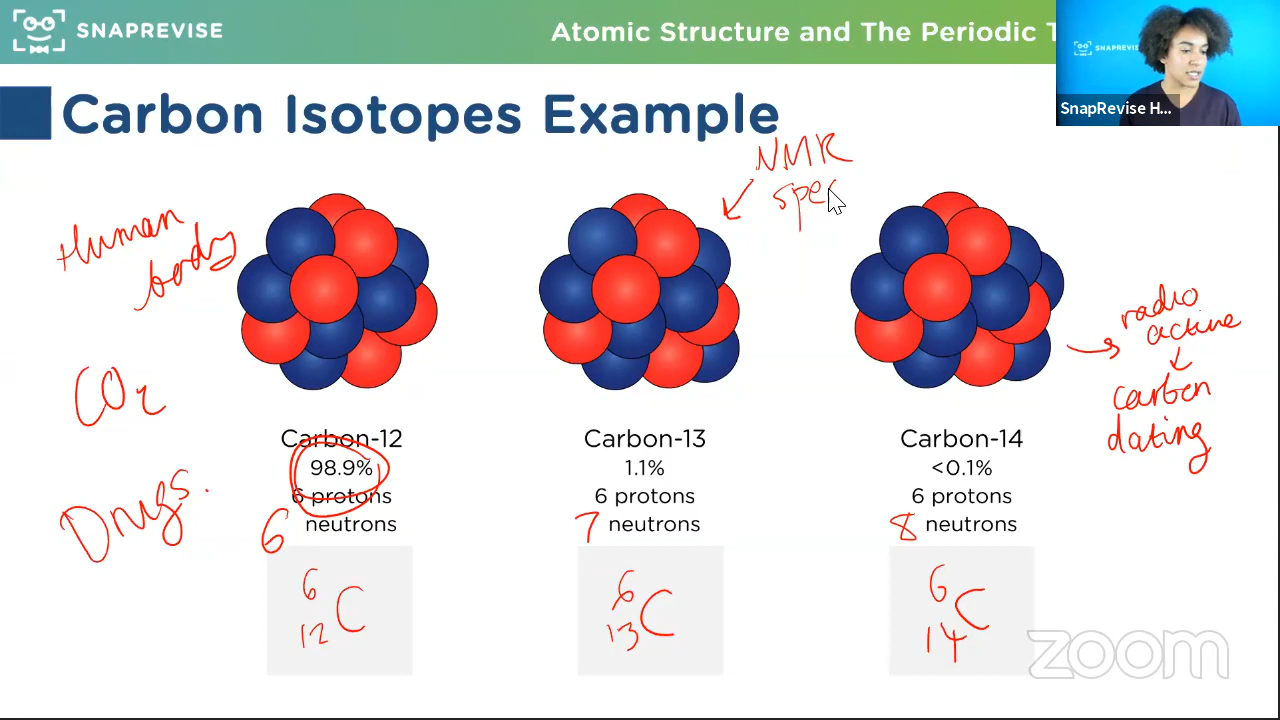 SNAPREVISE
Atomic Structure and The Periodic T
SNAPREVISE
SnapRevise H...
Carbon Isotopes Example
NMR
spec
Human
body
radio
active
carbon
dating
CO2
Drugs.
Carbon-12
98.9%
6 protons
6 neutrons
6
12 C
Carbon-13
1.1%
6 protons
7 neutrons
6
13 C
Carbon-14
<0.1%
6 protons
8 neutrons
6
14 C
zoom